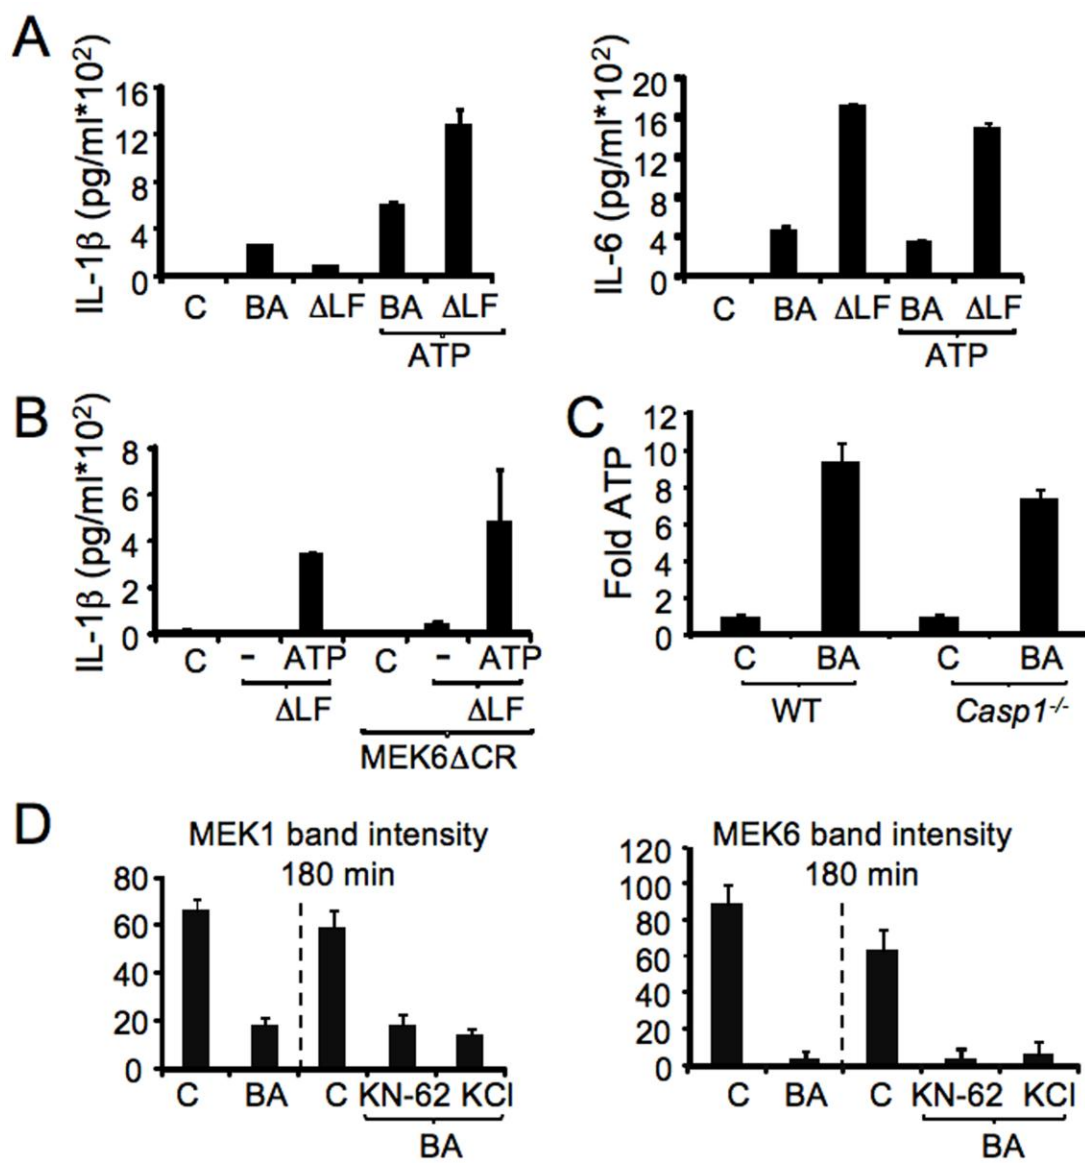 A
IL-1β (pg/ml*10²)
16
12
8
4
0
C BA ΔLF BA ΔLF
ATP
IL-6 (pg/ml*10²)
20
16
12
8
4
0
C BA ΔLF BA ΔLF
ATP
B
IL-1β (pg/ml*10²)
8
6
4
2
0
C - ATP C - ATP
ΔLF ΔLF
MEK6ΔCR
C
Fold ATP
12
10
8
6
4
2
0
C BA C BA
WT Casp1⁻/⁻
D
MEK1 band intensity
180 min
80
60
40
20
0
C BA C KN-62 KCl
BA
MEK6 band intensity
180 min
120
100
80
60
40
20
0
C BA C KN-62 KCl
BA